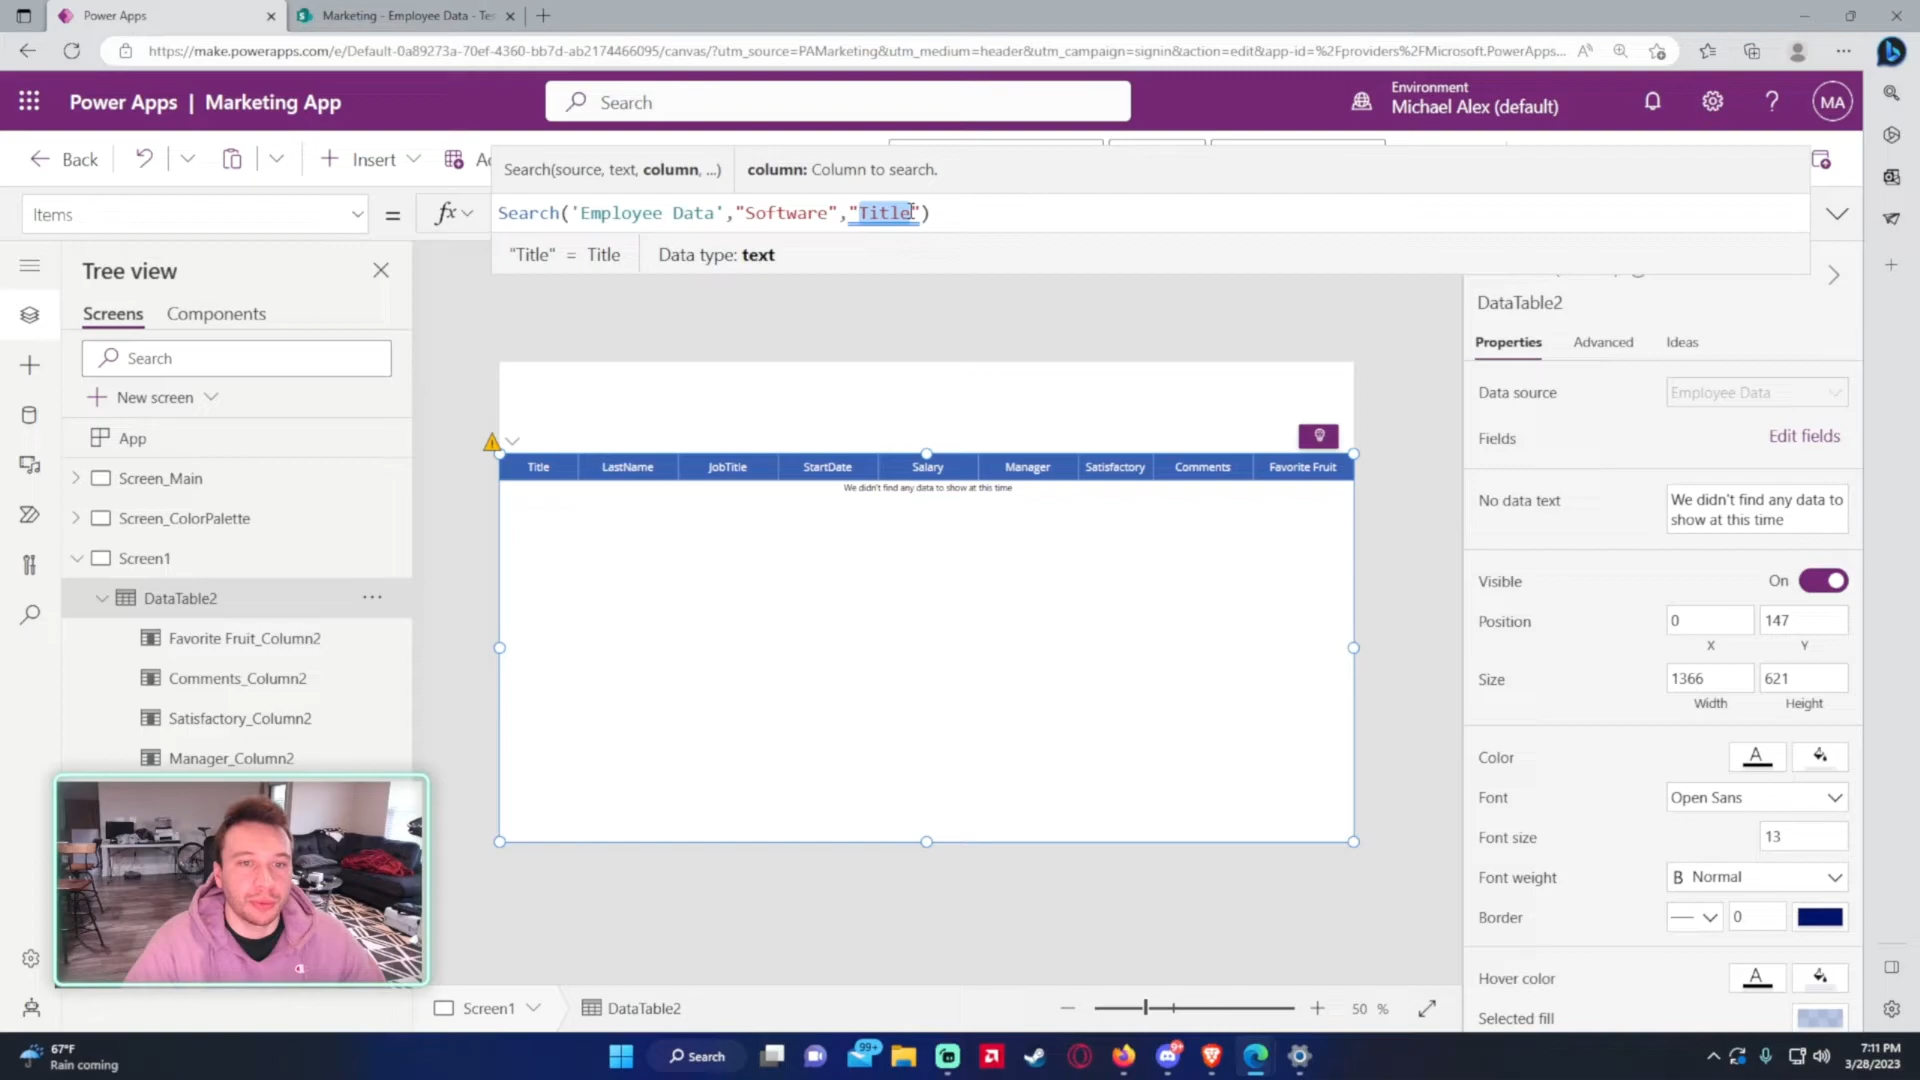 Power Apps
Marketing - Employee Data - Te
https://make.powerapps.com/e/Default-0a89273a-70ef-4360-bb7d-ab2174466095/canvas/?utm_source=PAMarketing&utm_medium=header&utm_campaign=signin&action=edit&app-id=%2Fproviders%2FMicrosoft.PowerApps...
Power Apps | Marketing App
Search
Environment
Michael Alex (default)
MA
Back
Insert
Search(source, text, column, ...)
column: Column to search.
Items
=
fx
Search('Employee Data',"Software","Title")
"Title" = Title
Data type: text
Tree view
Screens
Components
Search
New screen
App
Screen_Main
Screen_ColorPalette
Screen1
DataTable2
Favorite Fruit_Column2
Comments_Column2
Satisfactory_Column2
Manager_Column2
Title LastName JobTitle StartDate Salary Manager Satisfactory Comments Favorite Fruit
We didn't find any data to show at this time
DataTable2
Properties
Advanced
Ideas
Data source
Employee Data
Fields
Edit fields
No data text
We didn't find any data to
show at this time
Visible
On
Position
0
147
X
Y
Size
1366
621
Width
Height
Color
Font
Open Sans
Font size
13
Font weight
B Normal
Border
0
Hover color
Selected fill
Screen1
DataTable2
50 %
67°F
Rain coming
Search
99+
7:11 PM
3/28/2023